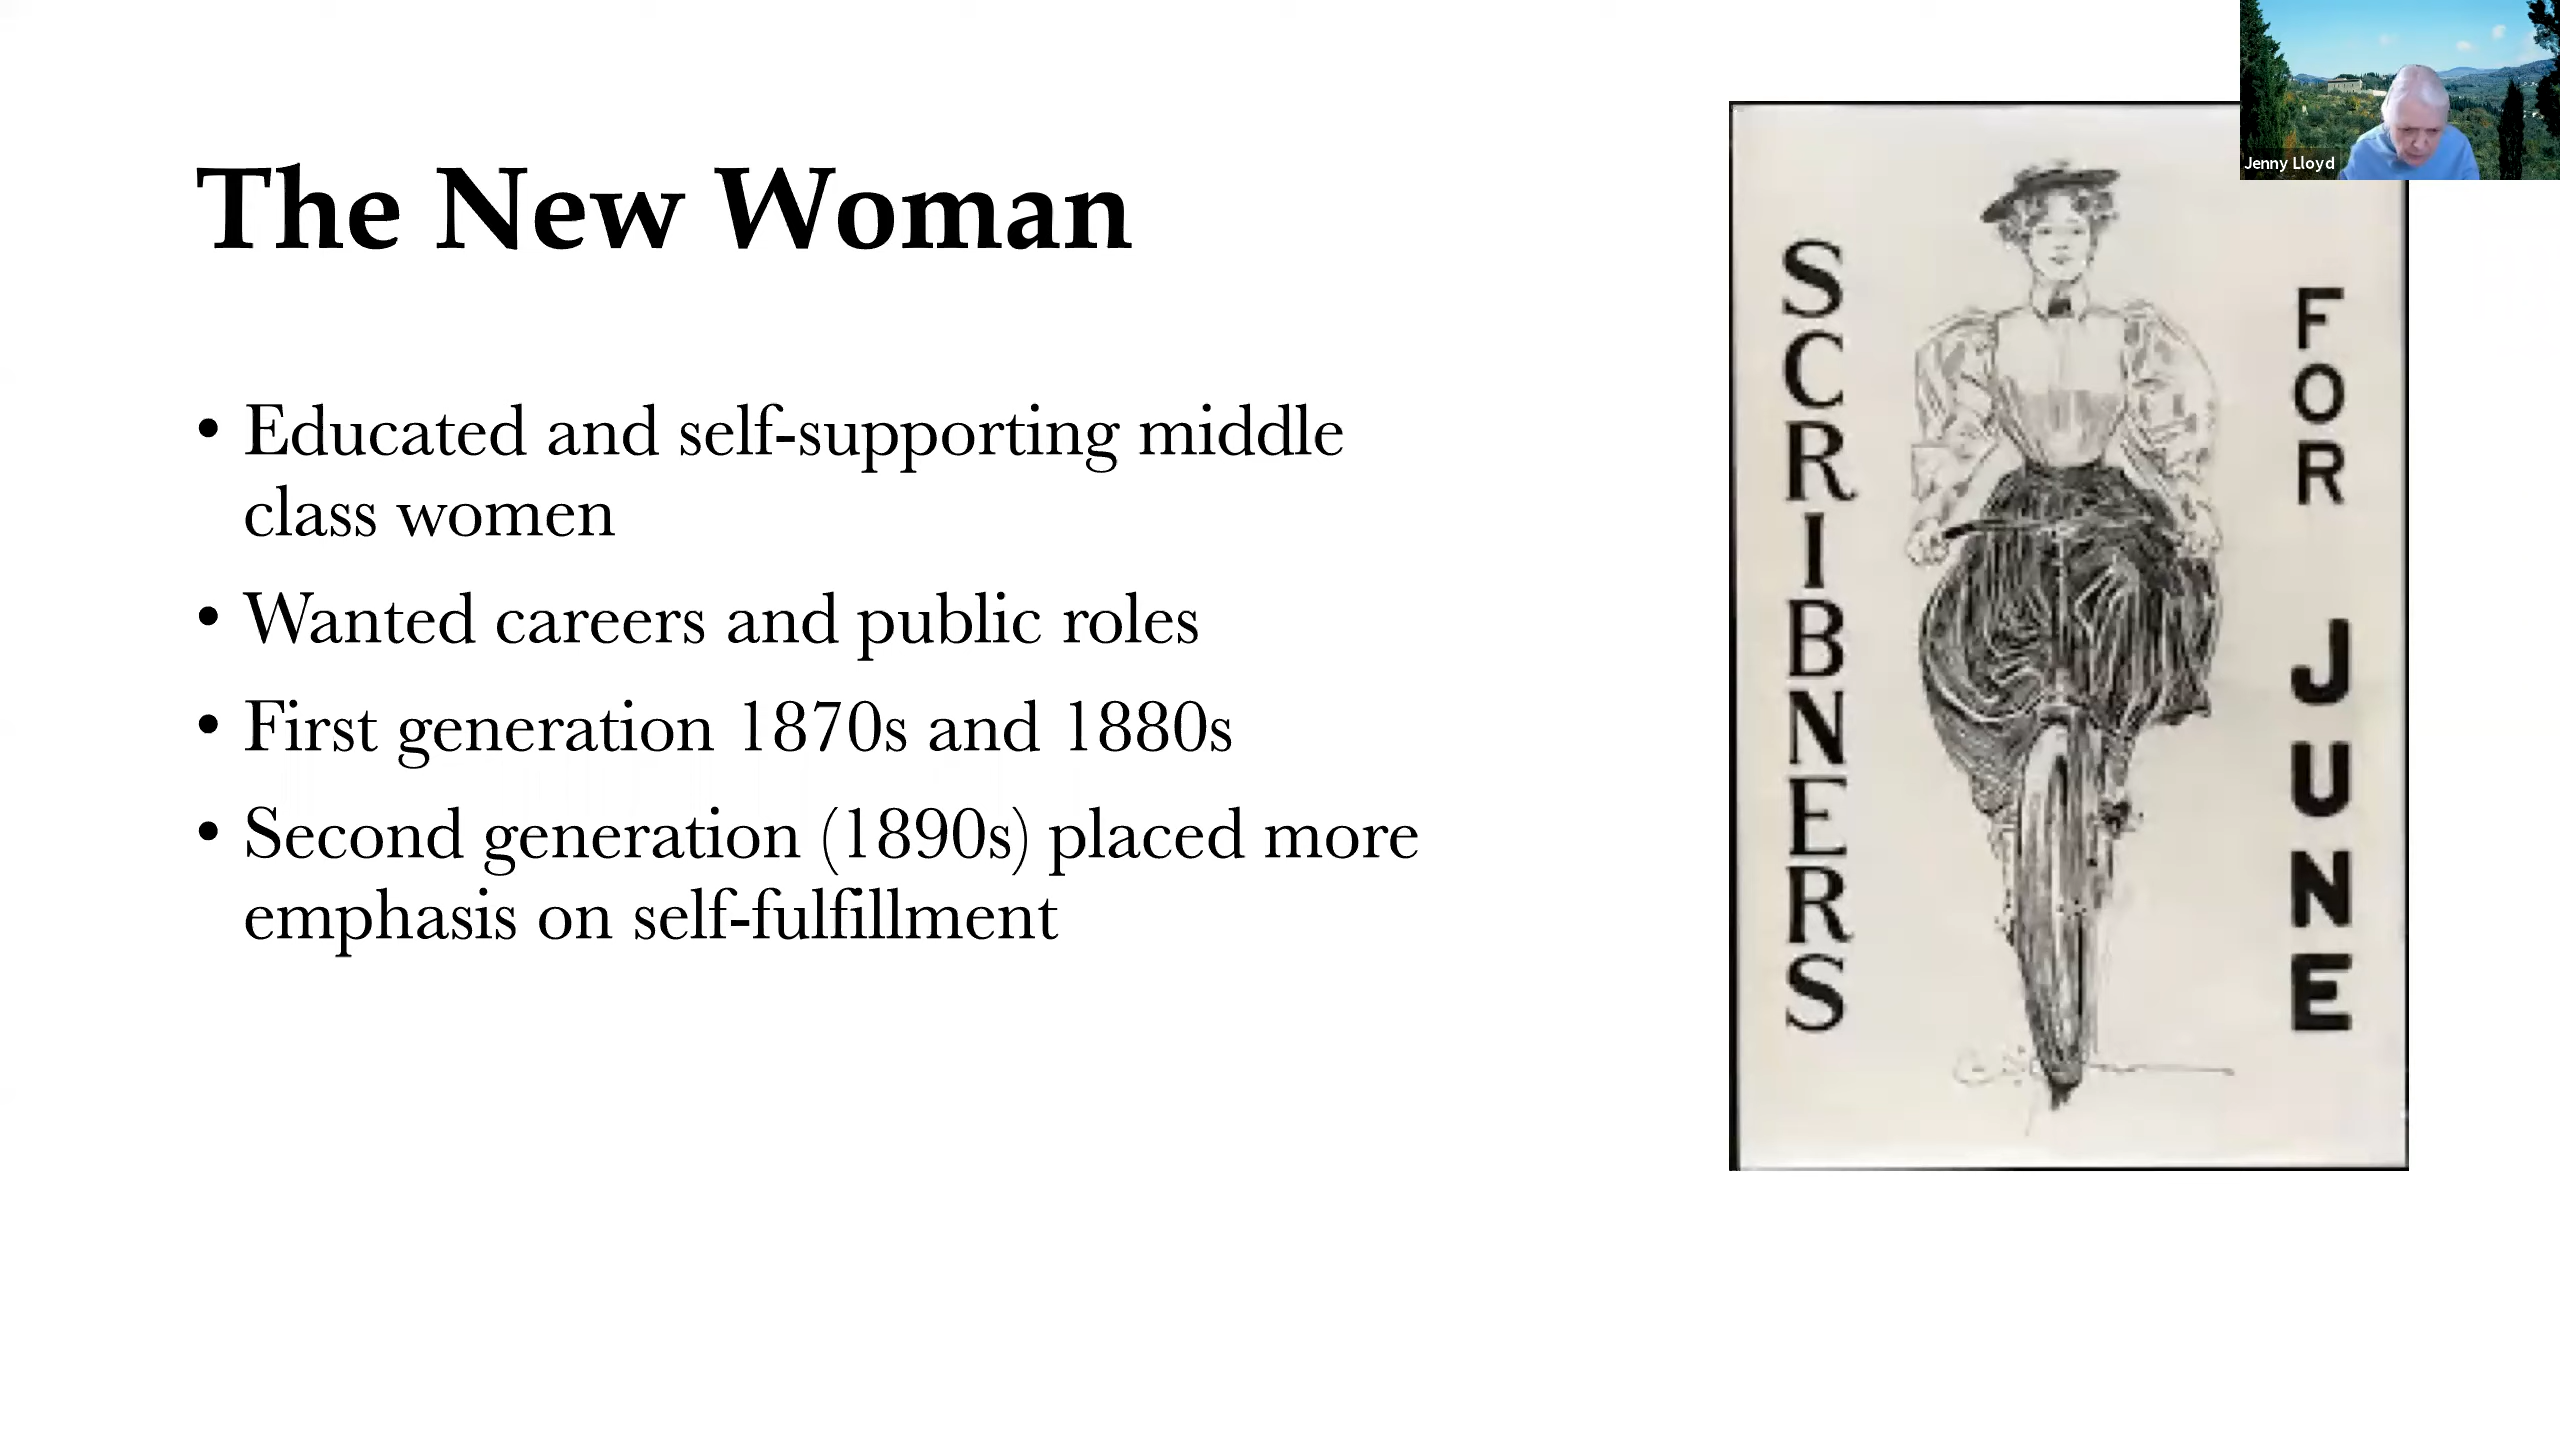 The New Woman
• Educated and self-supporting middle
class women
• Wanted careers and public roles
• First generation 1870s and 1880s
• Second generation (1890s) placed more
emphasis on self-fulfillment
SCRIBNERS
FOR
JUNE
Jenny Lloyd